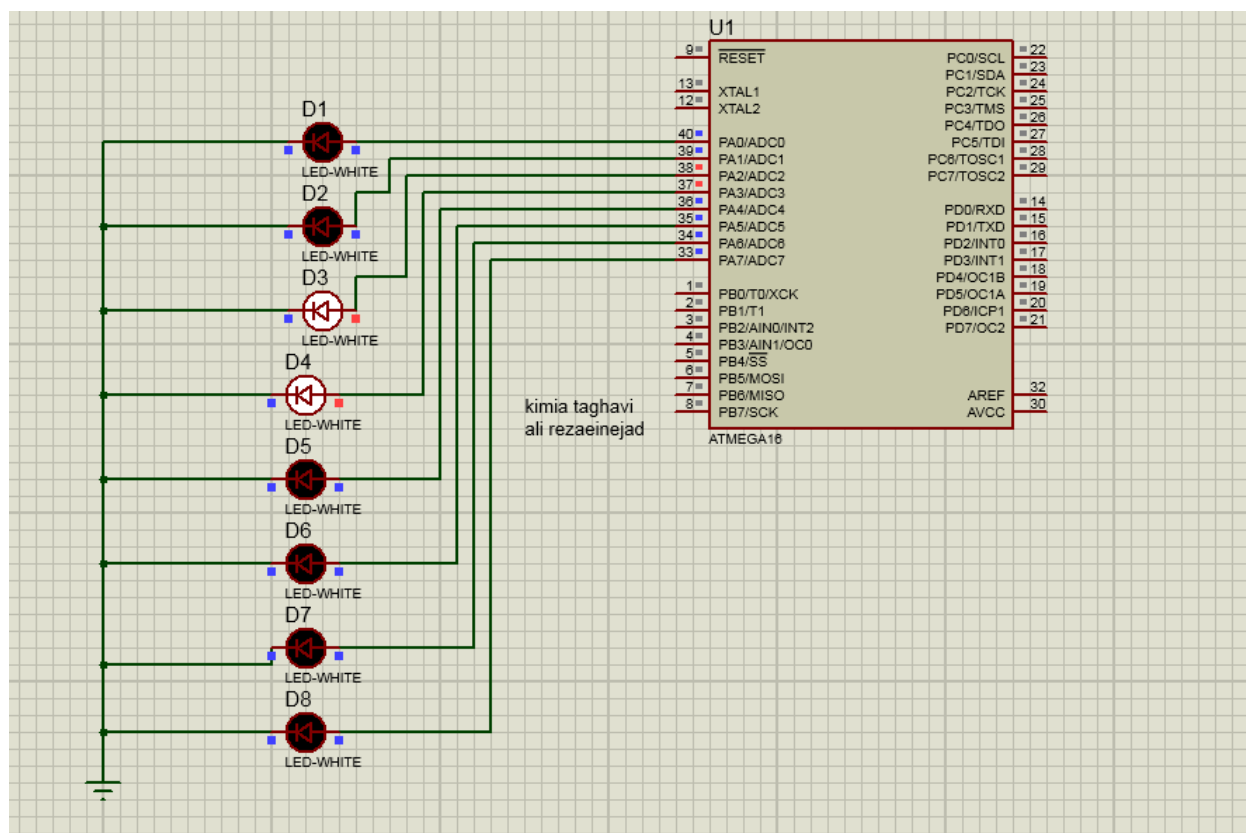 U1
9
RESET
13
XTAL1
12
XTAL2
40
PA0/ADC0
39
PA1/ADC1
38
PA2/ADC2
37
PA3/ADC3
36
PA4/ADC4
35
PA5/ADC5
34
PA6/ADC6
33
PA7/ADC7
1
PB0/T0/XCK
2
PB1/T1
3
PB2/AIN0/INT2
4
PB3/AIN1/OC0
5
PB4/SS
6
PB5/MOSI
7
PB6/MISO
8
PB7/SCK
PC0/SCL
22
PC1/SDA
23
PC2/TCK
24
PC3/TMS
25
PC4/TDO
26
PC5/TDI
27
PC6/TOSC1
28
PC7/TOSC2
29
PD0/RXD
14
PD1/TXD
15
PD2/INT0
16
PD3/INT1
17
PD4/OC1B
18
PD5/OC1A
19
PD6/ICP1
20
PD7/OC2
21
AREF
32
AVCC
30
ATMEGA16
D1
LED-WHITE
D2
LED-WHITE
D3
LED-WHITE
D4
LED-WHITE
D5
LED-WHITE
D6
LED-WHITE
D7
LED-WHITE
D8
LED-WHITE
kimia taghavi
ali rezaeinejad